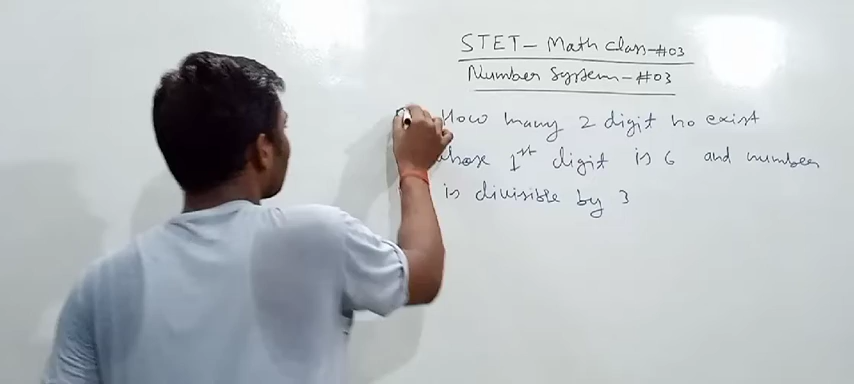 STET- Math class-#03
Number System-#03
How many 2 digit no exist
whose 1st digit is 6 and number
is divisible by 3